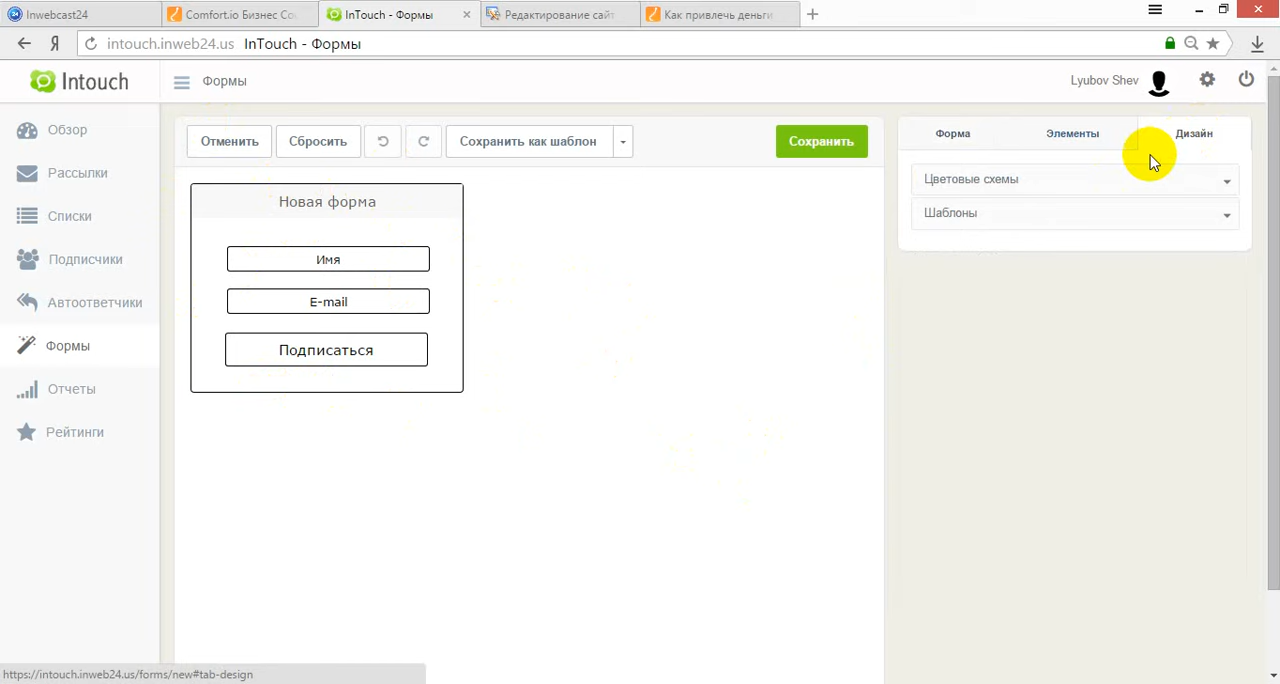 Inwebcast24
Comfort.io Бизнес Со
InTouch - Формы
Редактирование сайт
Как привлечь деньги
intouch.inweb24.us InTouch - Формы
Intouch
Формы
Lyubov Shev
Обзор
Рассылки
Списки
Подписчики
Автоответчики
Формы
Отчеты
Рейтинги
Отменить
Сбросить
Сохранить как шаблон
Сохранить
Новая форма
Имя
E-mail
Подписаться
Форма
Элементы
Дизайн
Цветовые схемы
Шаблоны
https://intouch.inweb24.us/forms/new#tab-design